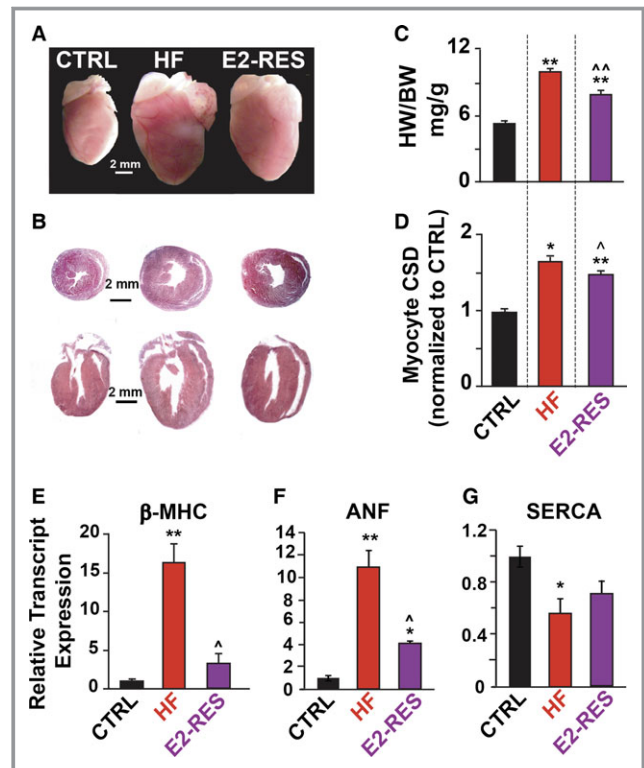 A
CTRL HF E2-RES
2 mm
B
2 mm
2 mm
C
HW/BW
mg/g
12
6
0
**
^^
**
D
Myocyte CSD
(normalized to CTRL)
2
1
0
*
^
**
CTRL
HF
E2-RES
E
β-MHC
Relative Transcript
Expression
20
15
10
5
0
**
^
CTRL
HF
E2-RES
F
ANF
14
12
10
8
6
4
2
0
**
^
*
CTRL
HF
E2-RES
G
SERCA
1.2
0.8
0.4
0
*
CTRL
HF
E2-RES